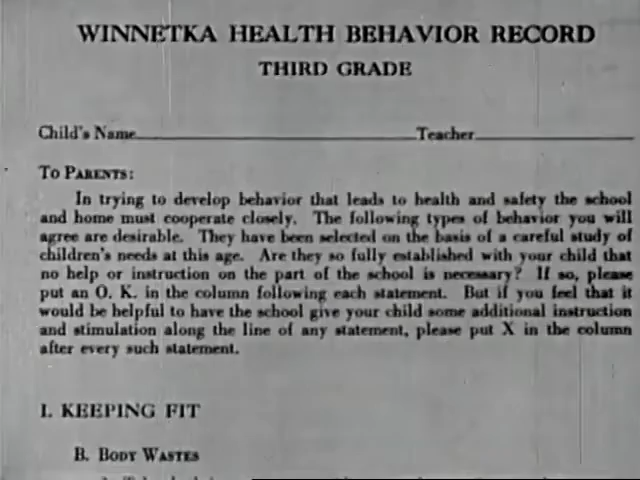 WINNETKA HEALTH BEHAVIOR RECORD
THIRD GRADE
Child's Name Teacher
To Parents:
In trying to develop behavior that leads to health and safety the school
and home must cooperate closely. The following types of behavior you will
agree are desirable. They have been selected on the basis of a careful study of
children's needs at this age. Are they so fully established with your child that
no help or instruction on the part of the school is necessary? If so, please
put an O. K. in the column following each statement. But if you feel that it
would be helpful to have the school give your child some additional instruction
and stimulation along the line of any statement, please put X in the column
after every such statement.
I. KEEPING FIT
B. Body Wastes